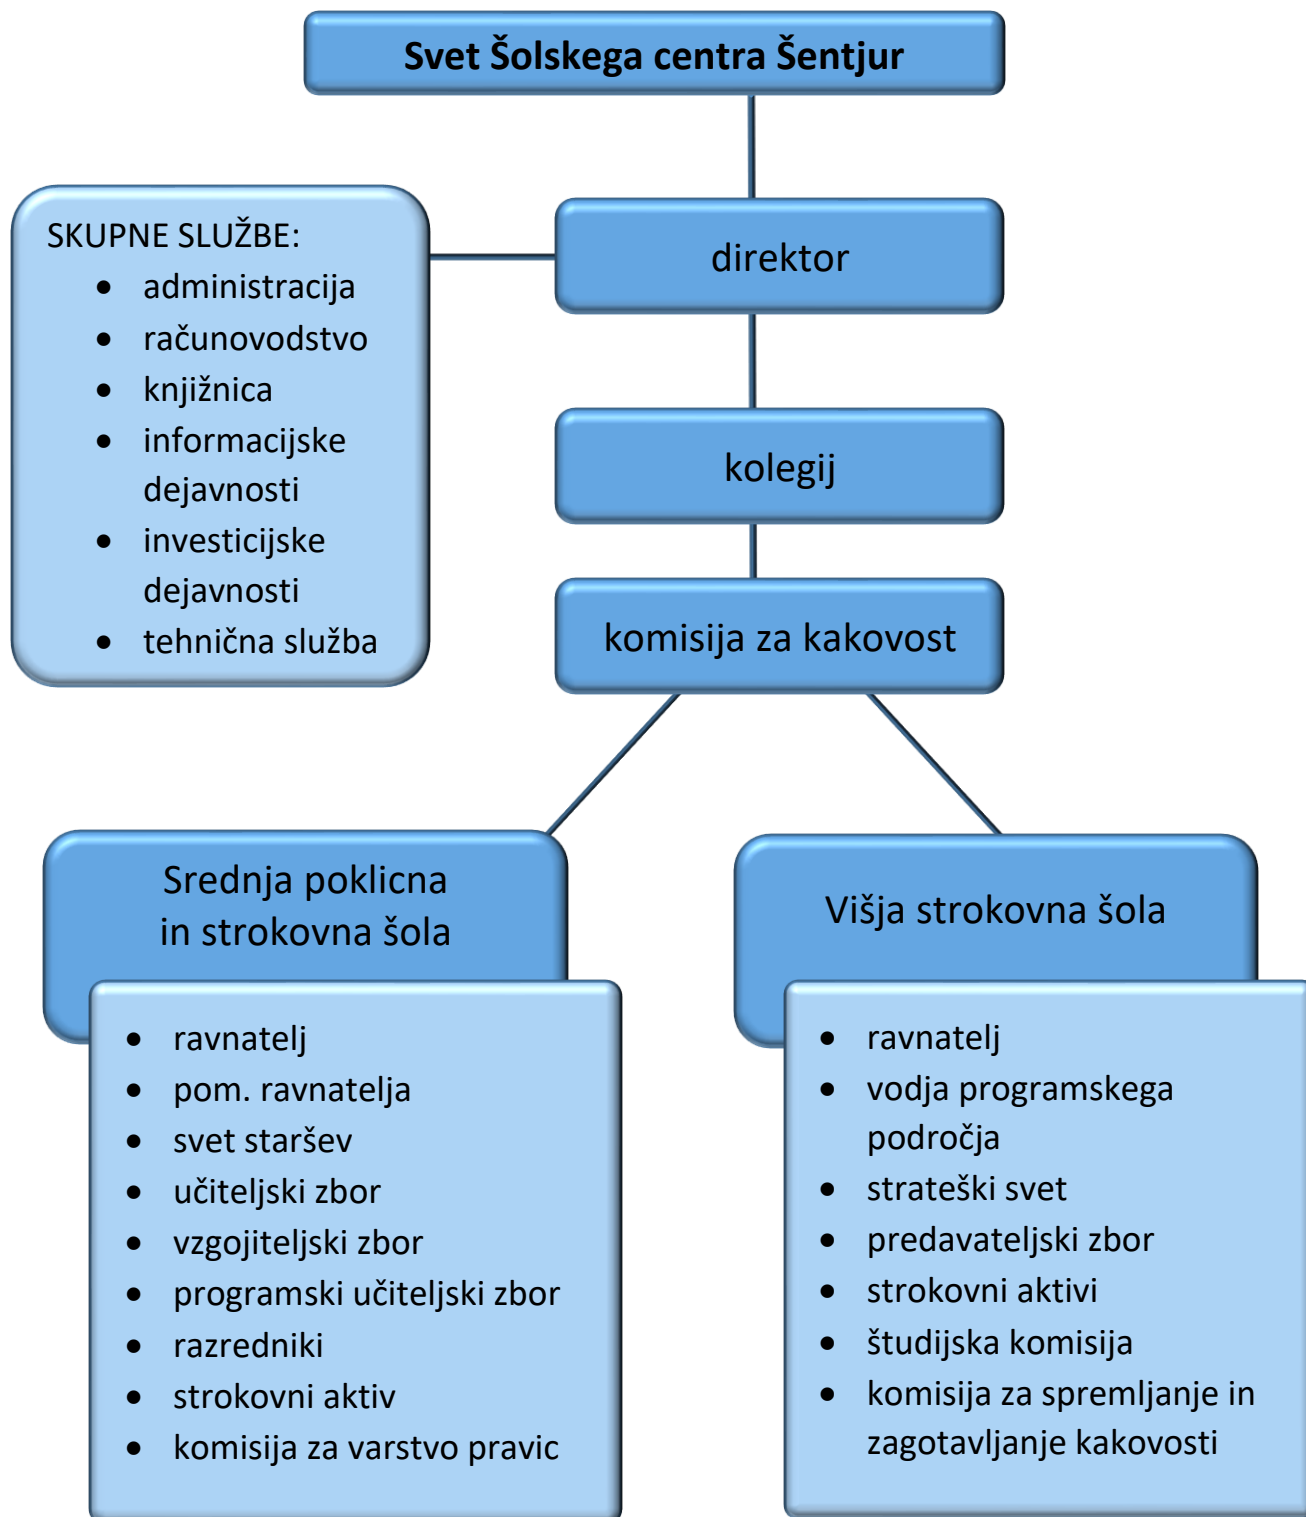 Svet Šolskega centra Šentjur
SKUPNE SLUŽBE:
• administracija
• računovodstvo
• knjižnica
• informacijske
dejavnosti
• investicijske
dejavnosti
• tehnična služba
direktor
kolegij
komisija za kakovost
Srednja poklicna
in strokovna šola
• ravnatelj
• pom. ravnatelja
• svet staršev
• učiteljski zbor
• vzgojiteljski zbor
• programski učiteljski zbor
• razredniki
• strokovni aktiv
• komisija za varstvo pravic
Višja strokovna šola
• ravnatelj
• vodja programskega
področja
• strateški svet
• predavateljski zbor
• strokovni aktivi
• študijska komisija
• komisija za spremljanje in
zagotavljanje kakovosti